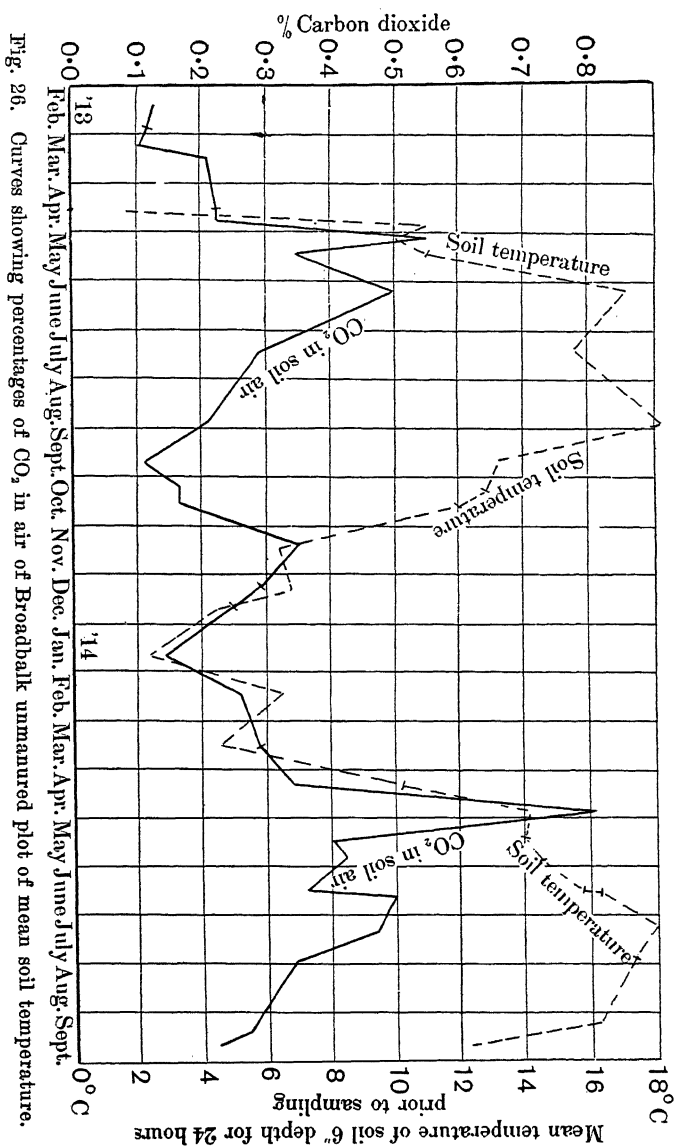 % Carbon dioxide
0·0 0·1 0·2 0·3 0·4 0·5 0·6 0·7 0·8
'13
'14
Feb. Mar. Apr. May June July Aug. Sept. Oct. Nov. Dec. Jan. Feb. Mar. Apr. May June July Aug. Sept.
Soil temperature
CO₂ in soil air
Soil temperature
CO₂ in soil air
Soil temperature
0°C 2 4 6 8 10 12 14 16 18°C
Mean temperature of soil 6" depth for 24 hours
prior to sampling
Fig. 26. Curves showing percentages of CO₂ in air of Broadbalk unmanured plot of mean soil temperature.